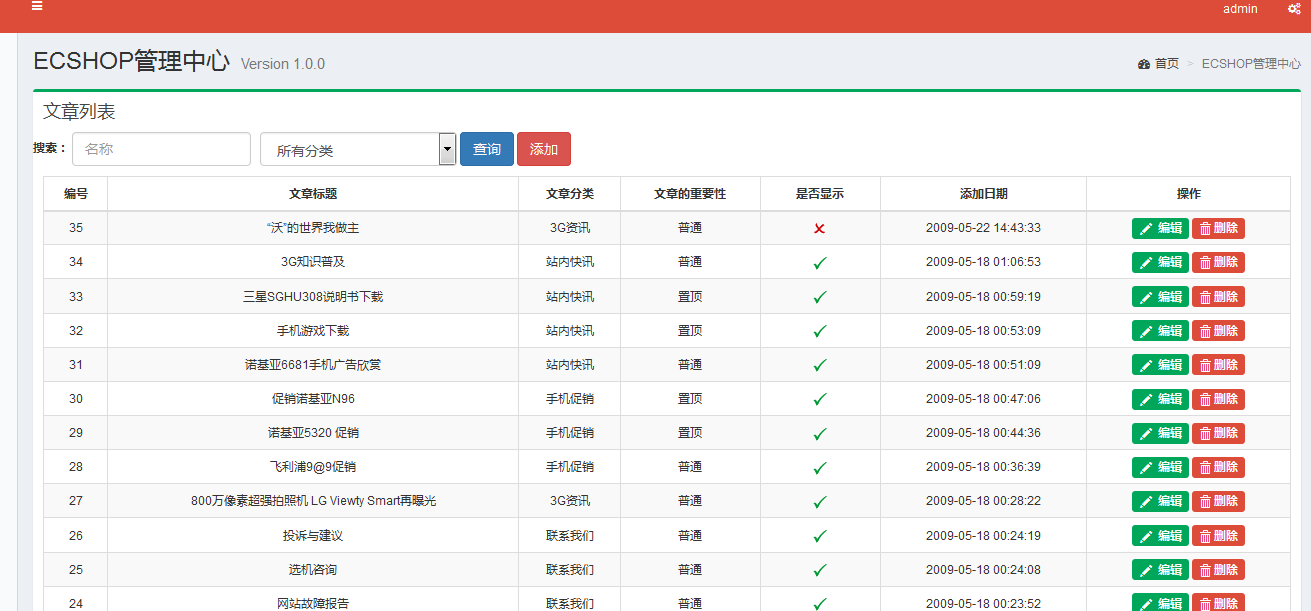 admin
ECSHOP管理中心 Version 1.0.0 首页 > ECSHOP管理中心
文章列表
搜索： 名称 所有分类 查询 添加
编号 文章标题 文章分类 文章的重要性 是否显示 添加日期 操作
35 “沃”的世界我做主 3G资讯 普通 2009-05-22 14:43:33 编辑 删除
34 3G知识普及 站内快讯 普通 2009-05-18 01:06:53 编辑 删除
33 三星SGHU308说明书下载 站内快讯 置顶 2009-05-18 00:59:19 编辑 删除
32 手机游戏下载 站内快讯 置顶 2009-05-18 00:53:09 编辑 删除
31 诺基亚6681手机广告欣赏 站内快讯 普通 2009-05-18 00:51:09 编辑 删除
30 促销诺基亚N96 手机促销 置顶 2009-05-18 00:47:06 编辑 删除
29 诺基亚5320 促销 手机促销 置顶 2009-05-18 00:44:36 编辑 删除
28 飞利浦9@9促销 手机促销 普通 2009-05-18 00:36:39 编辑 删除
27 800万像素超强拍照机 LG Viewty Smart再曝光 3G资讯 普通 2009-05-18 00:28:22 编辑 删除
26 投诉与建议 联系我们 普通 2009-05-18 00:24:19 编辑 删除
25 选机咨询 联系我们 普通 2009-05-18 00:24:08 编辑 删除
24 网站故障报告 联系我们 普通 2009-05-18 00:23:52 编辑 删除